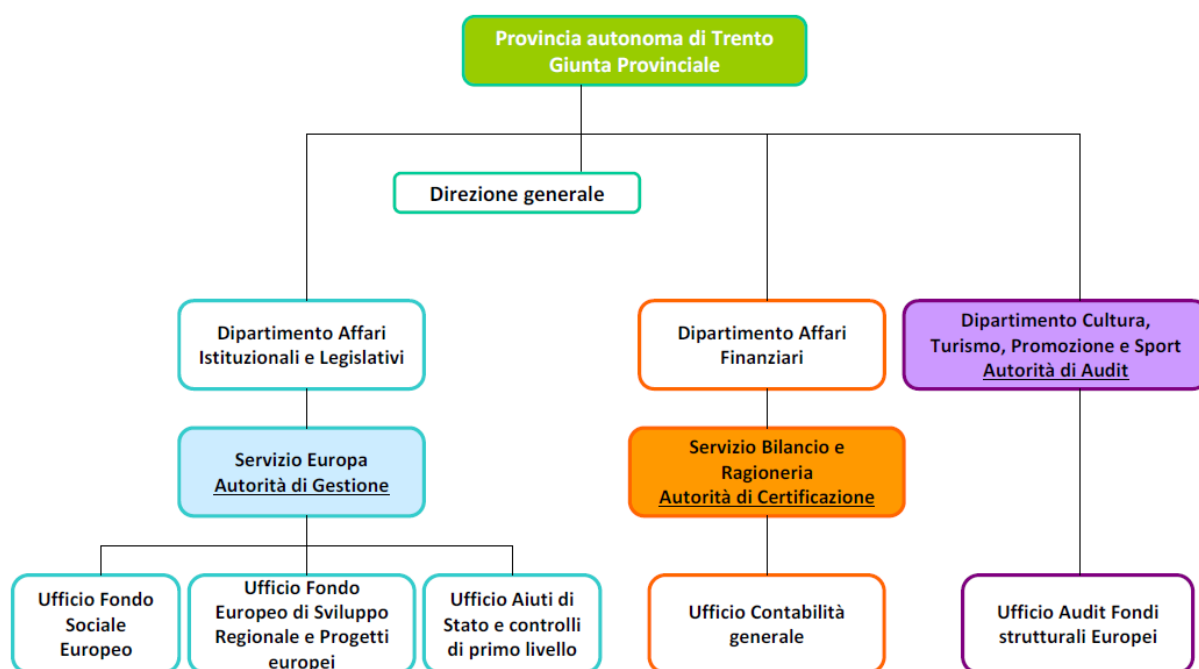 Provincia autonoma di Trento
Giunta Provinciale
Direzione generale
Dipartimento Affari
Istituzionali e Legislativi
Dipartimento Affari
Finanziari
Dipartimento Cultura,
Turismo, Promozione e Sport
Autorità di Audit
Servizio Europa
Autorità di Gestione
Servizio Bilancio e
Ragioneria
Autorità di Certificazione
Ufficio Fondo
Sociale
Europeo
Ufficio Fondo
Europeo di Sviluppo
Regionale e Progetti
europei
Ufficio Aiuti di
Stato e controlli
di primo livello
Ufficio Contabilità
generale
Ufficio Audit Fondi
strutturali Europei